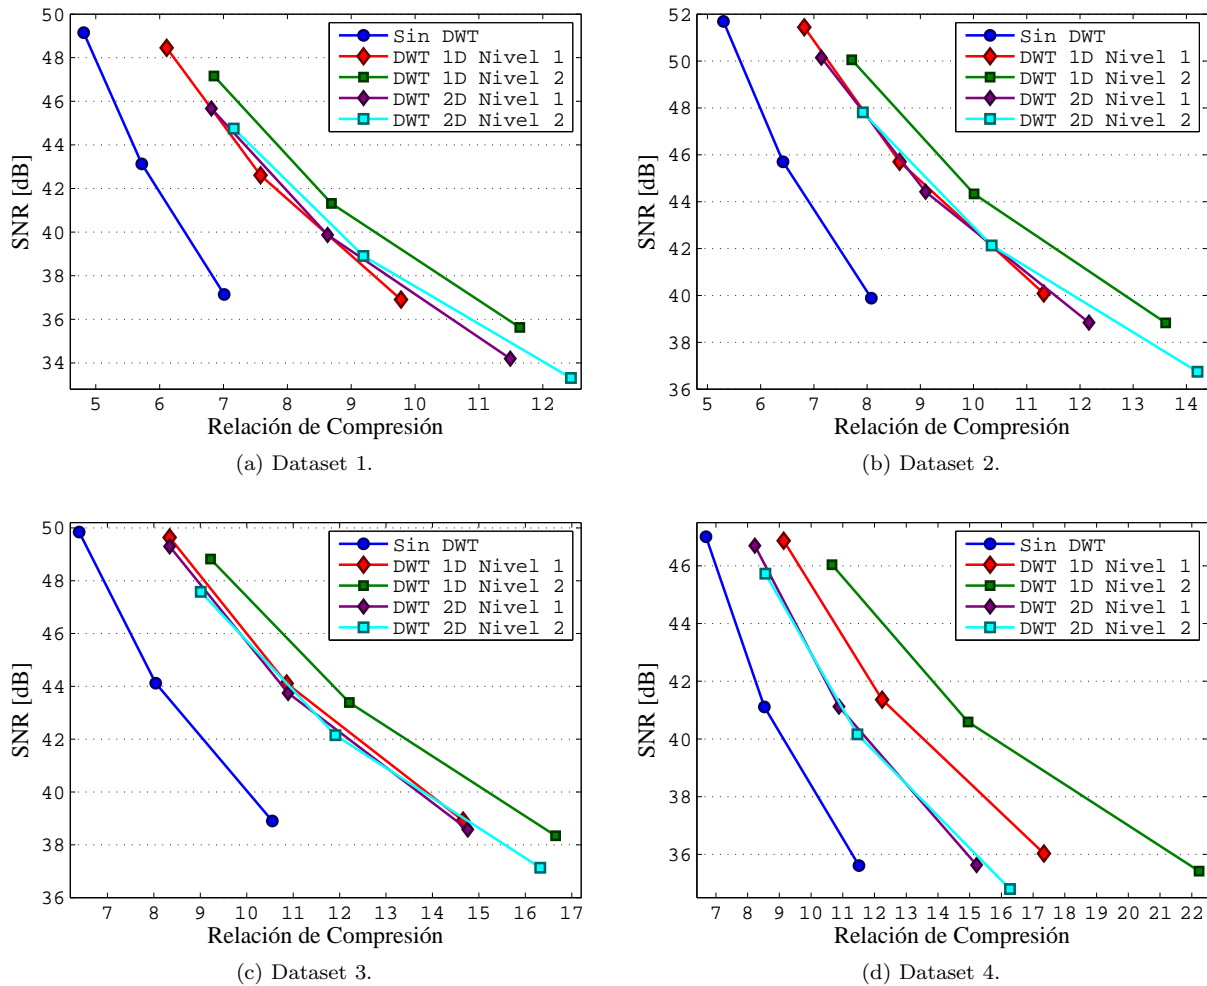 50
48
46
44
42
40
38
36
34
SNR [dB]
5 6 7 8 9 10 11 12
Relación de Compresión
Sin DWT
DWT 1D Nivel 1
DWT 1D Nivel 2
DWT 2D Nivel 1
DWT 2D Nivel 2
(a) Dataset 1.
52
50
48
46
44
42
40
38
36
SNR [dB]
5 6 7 8 9 10 11 12 13 14
Relación de Compresión
Sin DWT
DWT 1D Nivel 1
DWT 1D Nivel 2
DWT 2D Nivel 1
DWT 2D Nivel 2
(b) Dataset 2.
50
48
46
44
42
40
38
36
SNR [dB]
7 8 9 10 11 12 13 14 15 16 17
Relación de Compresión
Sin DWT
DWT 1D Nivel 1
DWT 1D Nivel 2
DWT 2D Nivel 1
DWT 2D Nivel 2
(c) Dataset 3.
46
44
42
40
38
36
SNR [dB]
7 8 9 10 11 12 13 14 15 16 17 18 19 20 21 22
Relación de Compresión
Sin DWT
DWT 1D Nivel 1
DWT 1D Nivel 2
DWT 2D Nivel 1
DWT 2D Nivel 2
(d) Dataset 4.